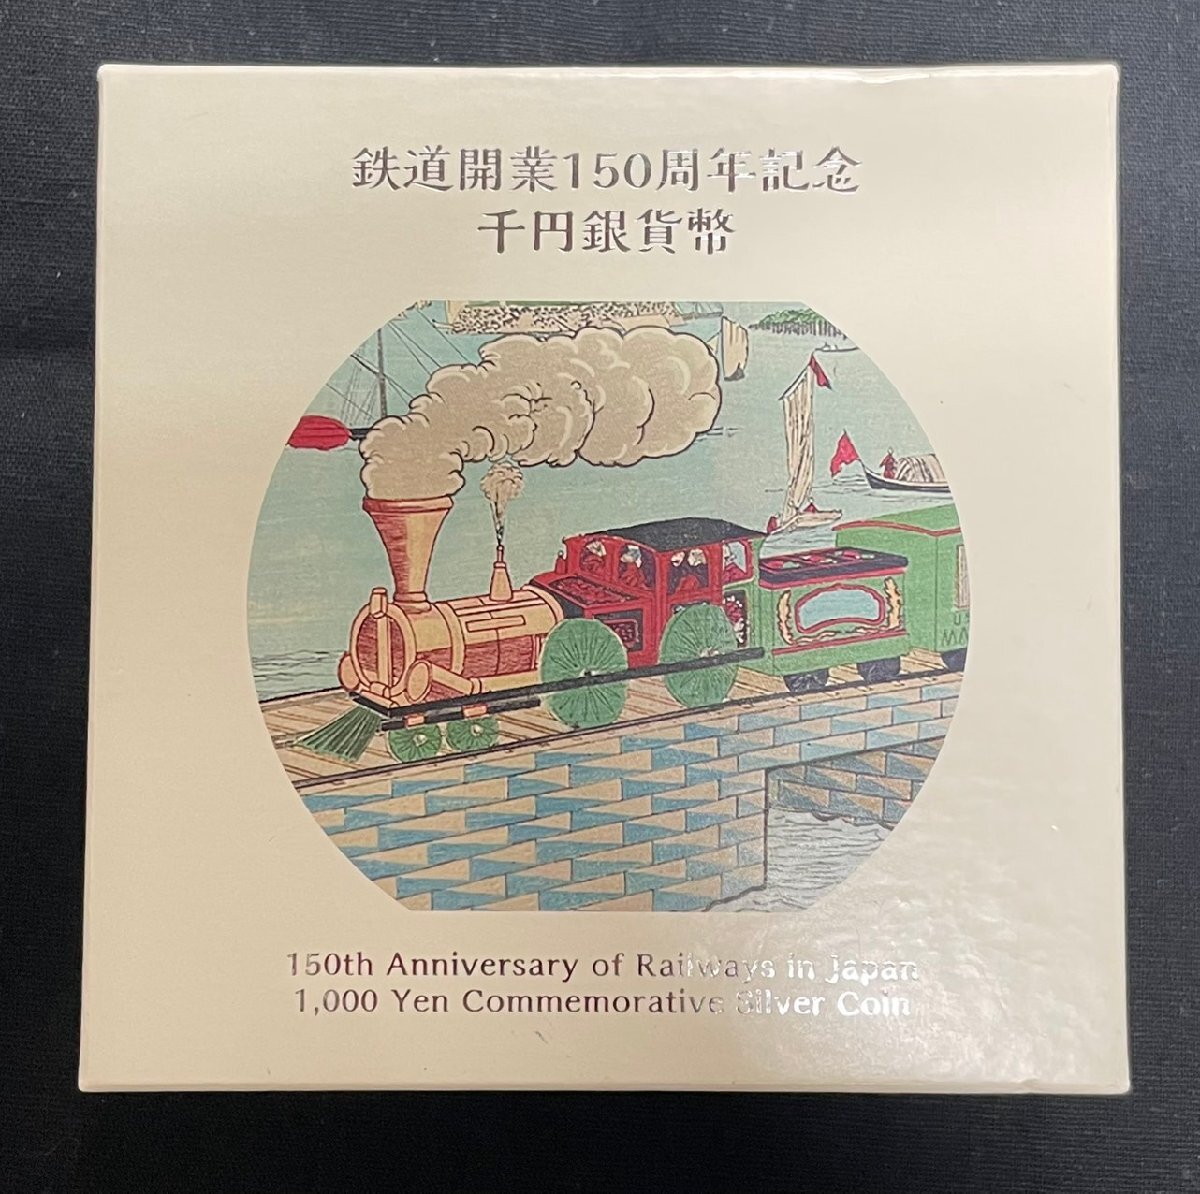 鉄道開業150周年記念
千円銀貨幣
150th Anniversary of Railways in Japan
1,000 Yen Commemorative Silver Coin